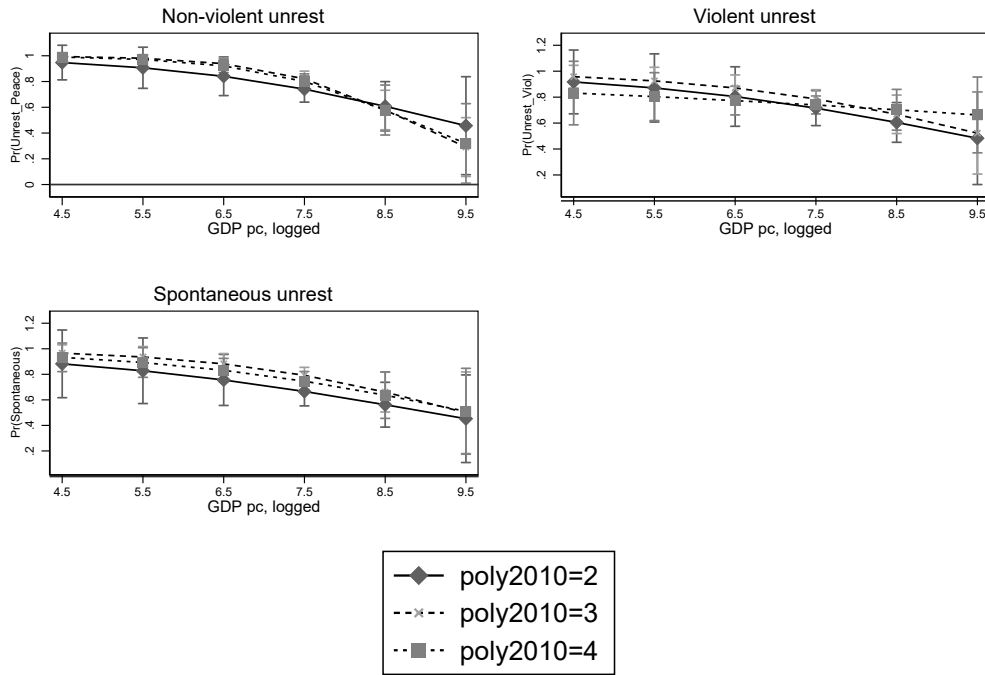 Non-violent unrest
Pr(Unrest_Peace)
1
.8
.6
.4
.2
0
4.5 5.5 6.5 7.5 8.5 9.5
GDP pc, logged
Violent unrest
Pr(Unrest_Viol)
1.2
1
.8
.6
.4
.2
4.5 5.5 6.5 7.5 8.5 9.5
GDP pc, logged
Spontaneous unrest
Pr(Spontaneous)
1.2
1
.8
.6
.4
.2
4.5 5.5 6.5 7.5 8.5 9.5
GDP pc, logged
poly2010=2
poly2010=3
poly2010=4